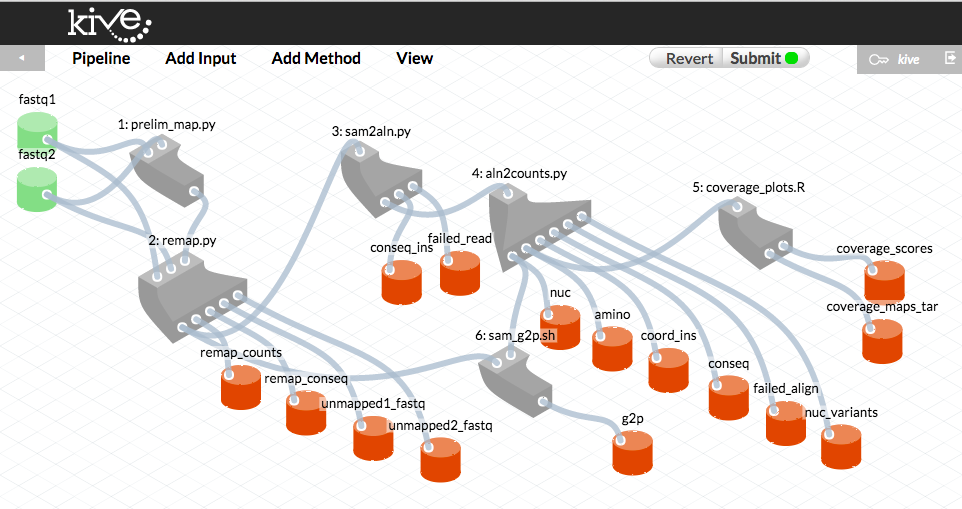 kive
Pipeline
Add Input
Add Method
View
Revert
Submit
kive
fastq1
fastq2
1: prelim_map.py
2: remap.py
3: sam2aln.py
4: aln2counts.py
5: coverage_plots.R
conseq_ins
failed_read
coverage_scores
coverage_maps_tar
nuc
amino
coord_ins
6: sam_g2p.sh
remap_counts
remap_conseq
unmapped1_fastq
unmapped2_fastq
conseq
failed_align
nuc_variants
g2p